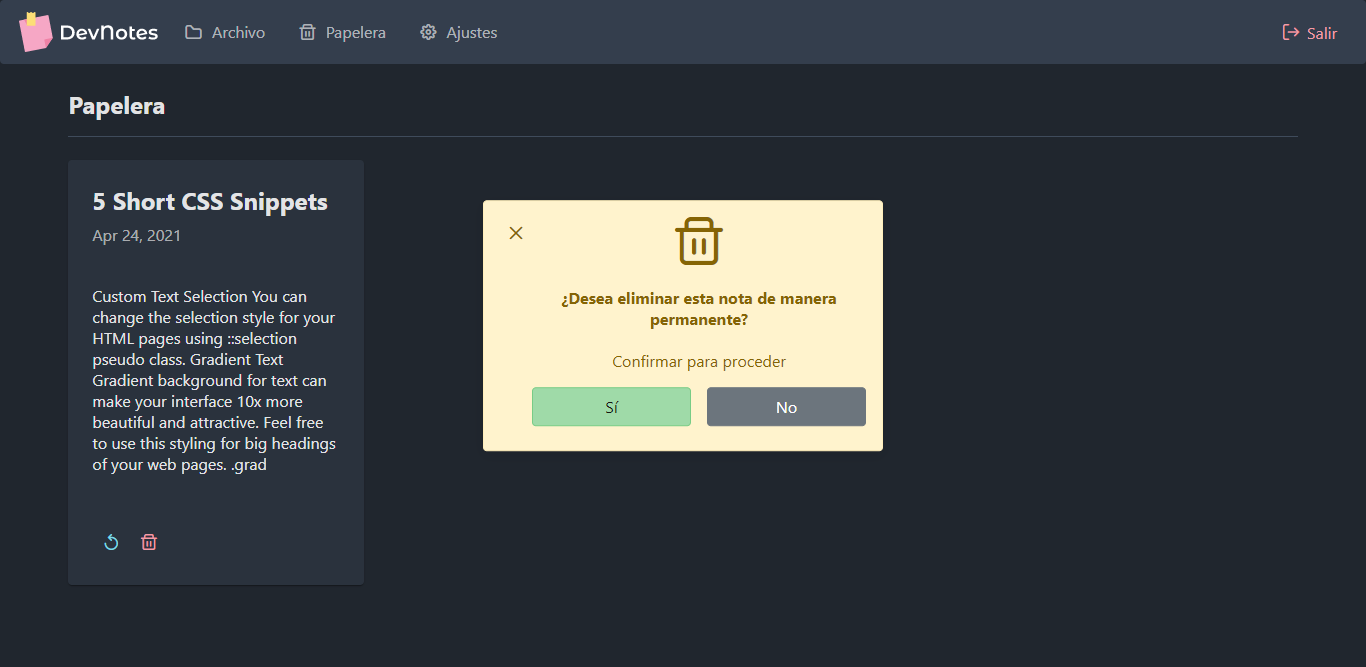 DevNotes Archivo Papelera Ajustes Salir
Papelera
5 Short CSS Snippets
Apr 24, 2021
Custom Text Selection You can
change the selection style for your
HTML pages using ::selection
pseudo class. Gradient Text
Gradient background for text can
make your interface 10x more
beautiful and attractive. Feel free
to use this styling for big headings
of your web pages. .grad
¿Desea eliminar esta nota de manera
permanente?
Confirmar para proceder
Sí No